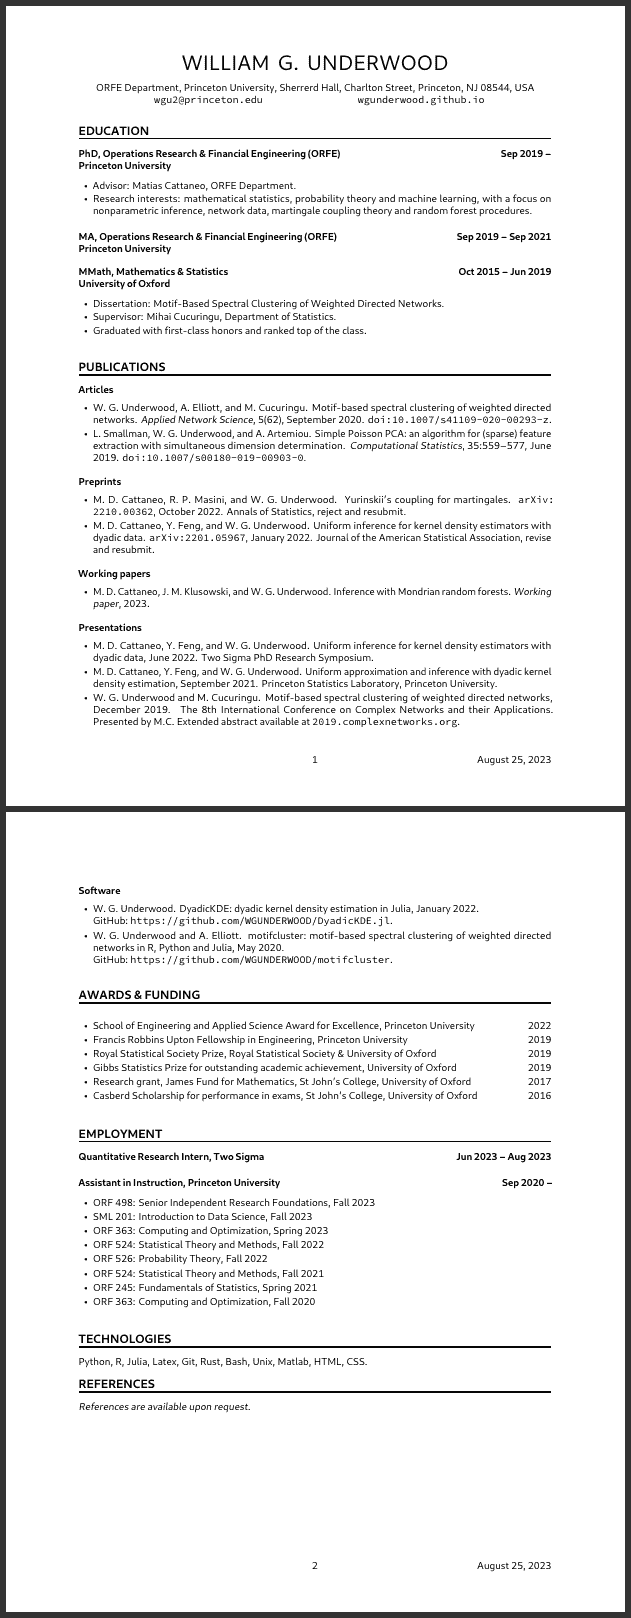 WILLIAM G. UNDERWOOD
ORFE Department, Princeton University, Sherrerd Hall, Charlton Street, Princeton, NJ 08544, USA
wgu2@princeton.edu wgunderwood.github.io
EDUCATION
PhD, Operations Research & Financial Engineering (ORFE) Sep 2019 –
Princeton University
• Advisor: Matias Cattaneo, ORFE Department.
• Research interests: mathematical statistics, probability theory and machine learning, with a focus on
nonparametric inference, network data, martingale coupling theory and random forest procedures.
MA, Operations Research & Financial Engineering (ORFE) Sep 2019 – Sep 2021
Princeton University
MMath, Mathematics & Statistics Oct 2015 – Jun 2019
University of Oxford
• Dissertation: Motif-Based Spectral Clustering of Weighted Directed Networks.
• Supervisor: Mihai Cucuringu, Department of Statistics.
• Graduated with first-class honors and ranked top of the class.
PUBLICATIONS
Articles
• W. G. Underwood, A. Elliott, and M. Cucuringu. Motif-based spectral clustering of weighted directed
networks. Applied Network Science, 5(62), September 2020. doi:10.1007/s41109-020-00293-z.
• L. Smallman, W. G. Underwood, and A. Artemiou. Simple Poisson PCA: an algorithm for (sparse) feature
extraction with simultaneous dimension determination. Computational Statistics, 35:559–577, June
2019. doi:10.1007/s00180-019-00903-0.
Preprints
• M. D. Cattaneo, R. P. Masini, and W. G. Underwood. Yurinskii's coupling for martingales. arXiv:
2210.00362, October 2022. Annals of Statistics, reject and resubmit.
• M. D. Cattaneo, Y. Feng, and W. G. Underwood. Uniform inference for kernel density estimators with
dyadic data. arXiv:2201.05967, January 2022. Journal of the American Statistical Association, revise
and resubmit.
Working papers
• M. D. Cattaneo, J. M. Klusowski, and W. G. Underwood. Inference with Mondrian random forests. Working
paper, 2023.
Presentations
• M. D. Cattaneo, Y. Feng, and W. G. Underwood. Uniform inference for kernel density estimators with
dyadic data, June 2022. Two Sigma PhD Research Symposium.
• M. D. Cattaneo, Y. Feng, and W. G. Underwood. Uniform approximation and inference with dyadic kernel
density estimation, September 2021. Princeton Statistics Laboratory, Princeton University.
• W. G. Underwood and M. Cucuringu. Motif-based spectral clustering of weighted directed networks,
December 2019. The 8th International Conference on Complex Networks and their Applications.
Presented by M.C. Extended abstract available at 2019.complexnetworks.org.
1 August 25, 2023
Software
• W. G. Underwood. DyadicKDE: dyadic kernel density estimation in Julia, January 2022.
GitHub: https://github.com/WGUNDERWOOD/DyadicKDE.jl.
• W. G. Underwood and A. Elliott. motifcluster: motif-based spectral clustering of weighted directed
networks in R, Python and Julia, May 2020.
GitHub: https://github.com/WGUNDERWOOD/motifcluster.
AWARDS & FUNDING
• School of Engineering and Applied Science Award for Excellence, Princeton University 2022
• Francis Robbins Upton Fellowship in Engineering, Princeton University 2019
• Royal Statistical Society Prize, Royal Statistical Society & University of Oxford 2019
• Gibbs Statistics Prize for outstanding academic achievement, University of Oxford 2019
• Research grant, James Fund for Mathematics, St John's College, University of Oxford 2017
• Casberd Scholarship for performance in exams, St John's College, University of Oxford 2016
EMPLOYMENT
Quantitative Research Intern, Two Sigma Jun 2023 – Aug 2023
Assistant in Instruction, Princeton University Sep 2020 –
• ORF 498: Senior Independent Research Foundations, Fall 2023
• SML 201: Introduction to Data Science, Fall 2023
• ORF 363: Computing and Optimization, Spring 2023
• ORF 524: Statistical Theory and Methods, Fall 2022
• ORF 526: Probability Theory, Fall 2022
• ORF 524: Statistical Theory and Methods, Fall 2021
• ORF 245: Fundamentals of Statistics, Spring 2021
• ORF 363: Computing and Optimization, Fall 2020
TECHNOLOGIES
Python, R, Julia, Latex, Git, Rust, Bash, Unix, Matlab, HTML, CSS.
REFERENCES
References are available upon request.
2 August 25, 2023